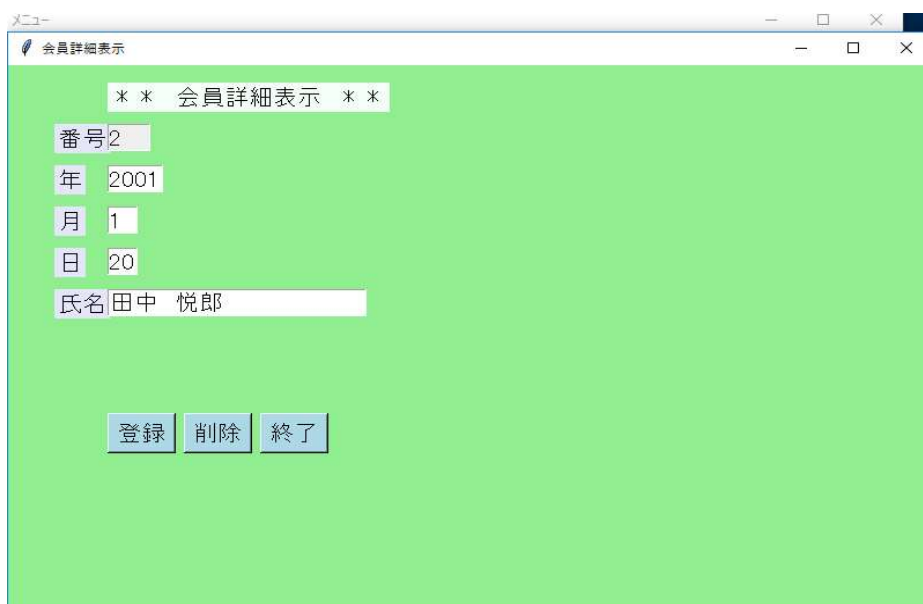 メニュー
会員詳細表示
＊＊　会員詳細表示　＊＊
番号 2
年 2001
月 1
日 20
氏名 田中　悦郎
登録 削除 終了